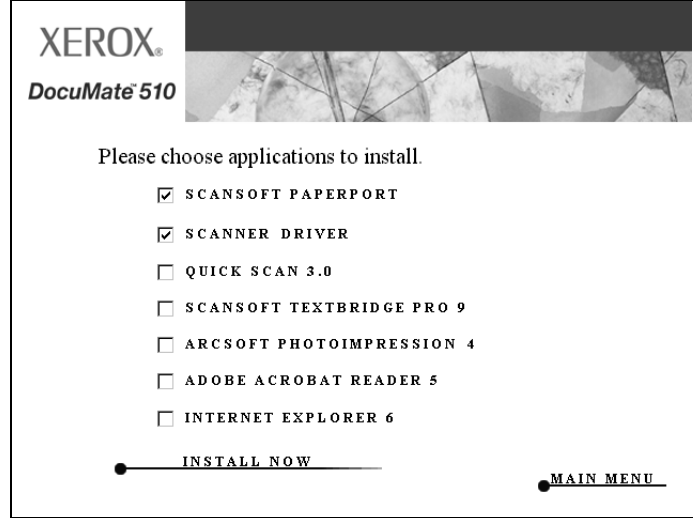 XEROX®
DocuMate™ 510
Please choose applications to install.
SCANSOFT PAPERPORT
SCANNER DRIVER
QUICK SCAN 3.0
SCANSOFT TEXTBRIDGE PRO 9
ARCSOFT PHOTOIMPRESSION 4
ADOBE ACROBAT READER 5
INTERNET EXPLORER 6
INSTALL NOW
MAIN MENU